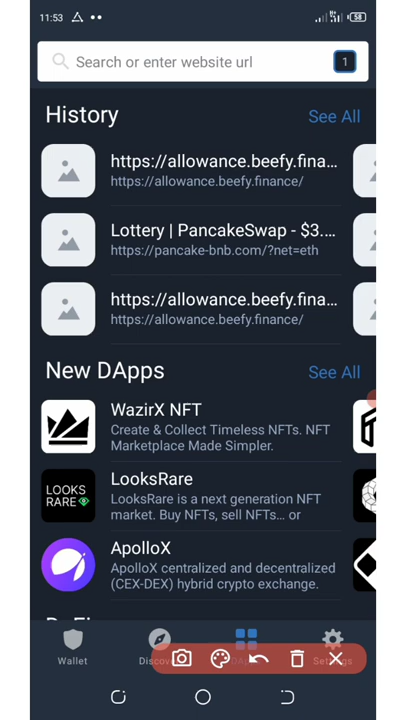 11:53
58
Search or enter website url
1
History
See All
https://allowance.beefy.fina...
https://allowance.beefy.finance/
Lottery | PancakeSwap - $3....
https://pancake-bnb.com/?net=eth
https://allowance.beefy.fina...
https://allowance.beefy.finance/
New DApps
See All
WazirX NFT
Create & Collect Timeless NFTs. NFT
Marketplace Made Simpler.
LOOKS
RARE
LooksRare
LooksRare is a next generation NFT
market. Buy NFTs, sell NFTs... or
ApolloX
ApolloX centralized and decentralized
(CEX-DEX) hybrid crypto exchange.
Wallet